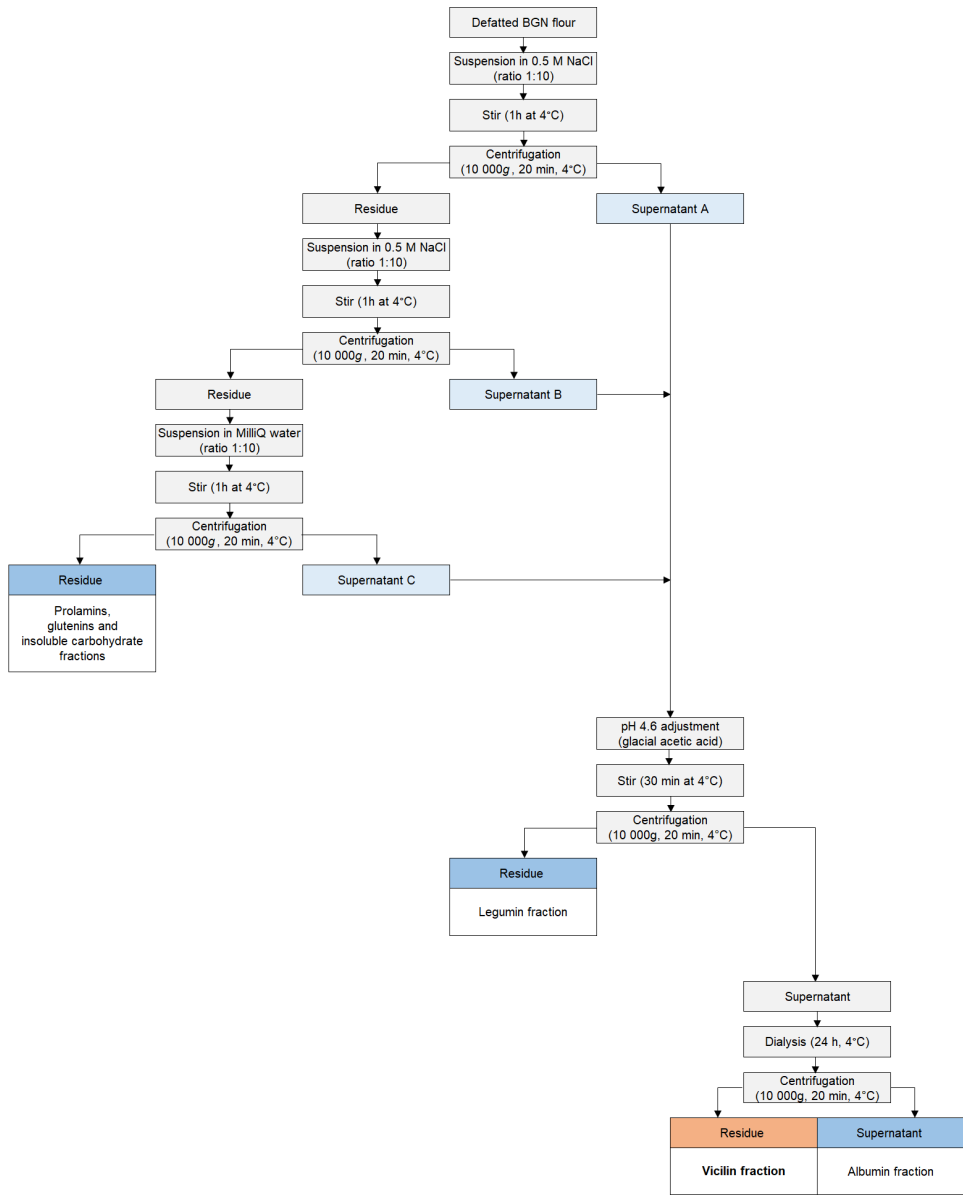 Defatted BGN flour
Suspension in 0.5 M NaCl
(ratio 1:10)
Stir (1h at 4°C)
Centrifugation
(10 000g, 20 min, 4°C)
Residue
Supernatant A
Suspension in 0.5 M NaCl
(ratio 1:10)
Stir (1h at 4°C)
Centrifugation
(10 000g, 20 min, 4°C)
Residue
Supernatant B
Suspension in MilliQ water
(ratio 1:10)
Stir (1h at 4°C)
Centrifugation
(10 000g, 20 min, 4°C)
Residue
Supernatant C
Prolamins,
glutenins and
insoluble carbohydrate
fractions
pH 4.6 adjustment
(glacial acetic acid)
Stir (30 min at 4°C)
Centrifugation
(10 000g, 20 min, 4°C)
Residue
Legumin fraction
Supernatant
Dialysis (24 h, 4°C)
Centrifugation
(10 000g, 20 min, 4°C)
Residue
Supernatant
Vicilin fraction
Albumin fraction